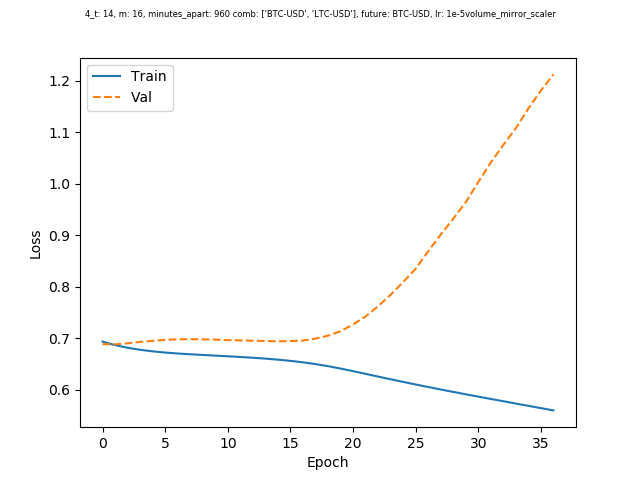 4_t: 14, m: 16, minutes_apart: 960 comb: ['BTC-USD', 'LTC-USD'], future: BTC-USD, lr: 1e-5volume_mirror_scaler
Train
Val
1.2
1.1
1.0
0.9
0.8
0.7
0.6
Loss
0 5 10 15 20 25 30 35
Epoch